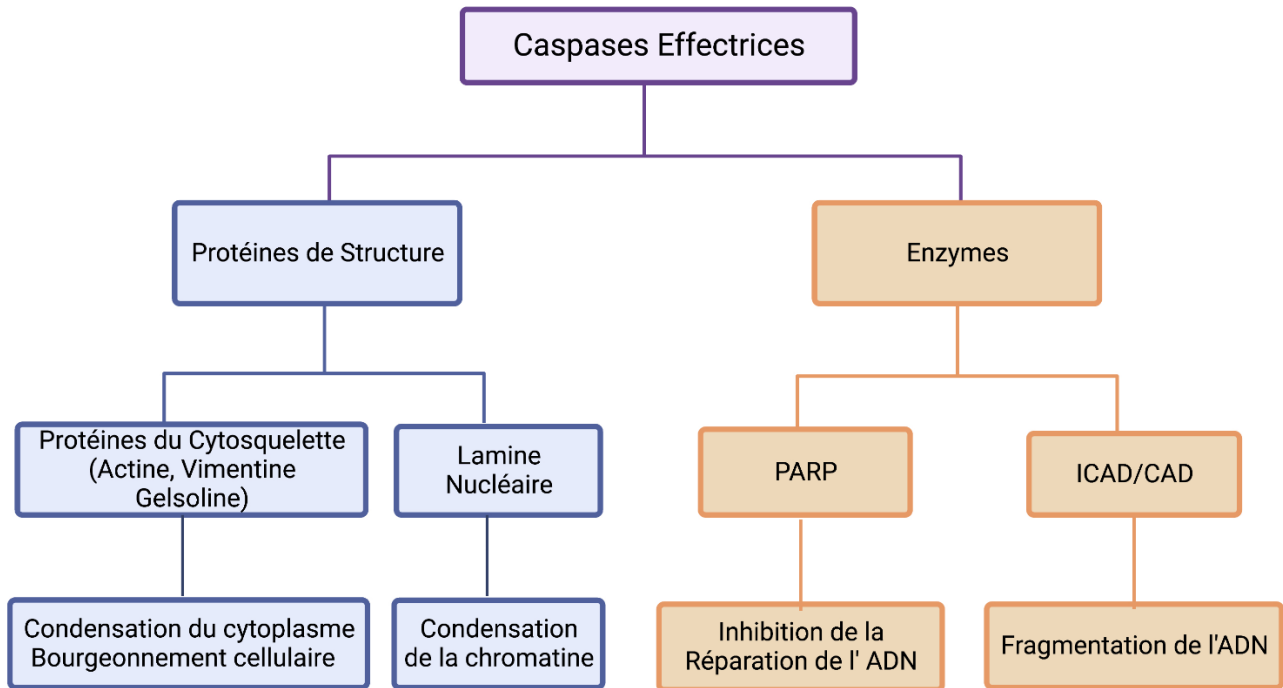 Caspases Effectrices
Protéines de Structure
Enzymes
Protéines du Cytosquelette
(Actine, Vimentine
Gelsoline)
Lamine
Nucléaire
PARP
ICAD/CAD
Condensation du cytoplasme
Bourgeonnement cellulaire
Condensation
de la chromatine
Inhibition de la
Réparation de l' ADN
Fragmentation de l'ADN